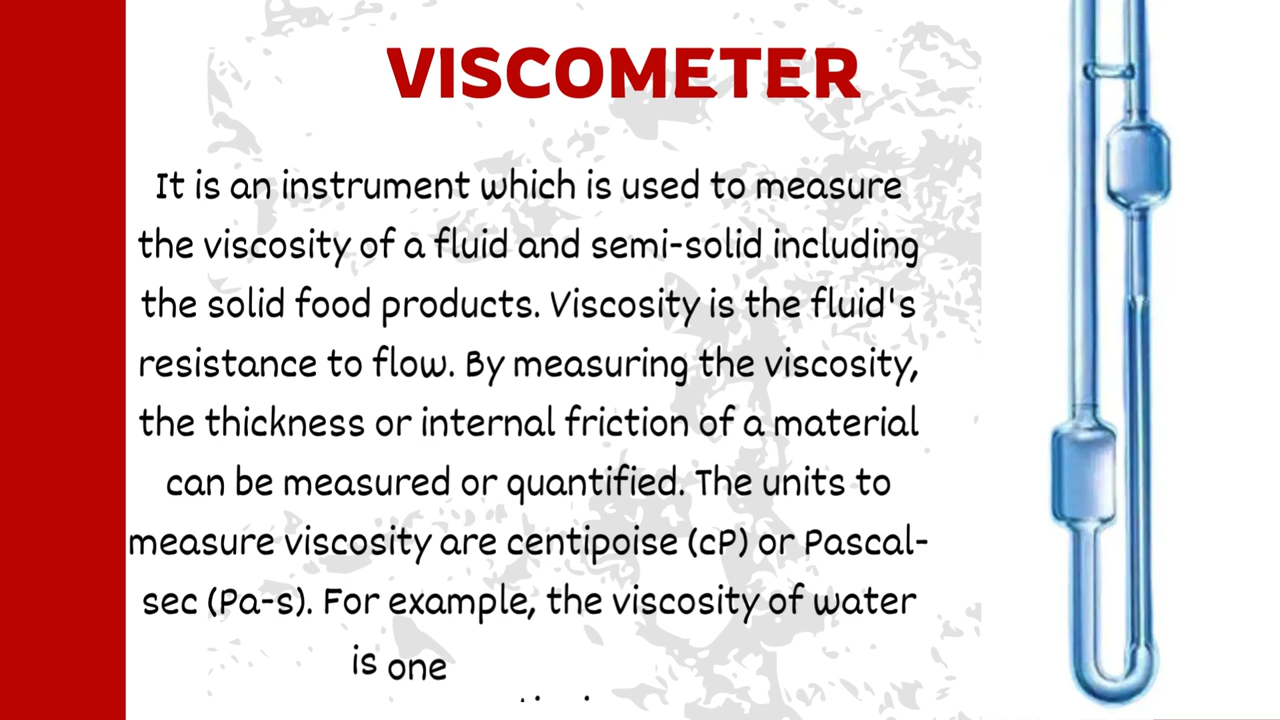 VISCOMETER
It is an instrument which is used to measure
the viscosity of a fluid and semi-solid including
the solid food products. Viscosity is the fluid's
resistance to flow. By measuring the viscosity,
the thickness or internal friction of a material
can be measured or quantified. The units to
measure viscosity are centipoise (cP) or Pascal-
sec (Pa-s). For example, the viscosity of water
is one